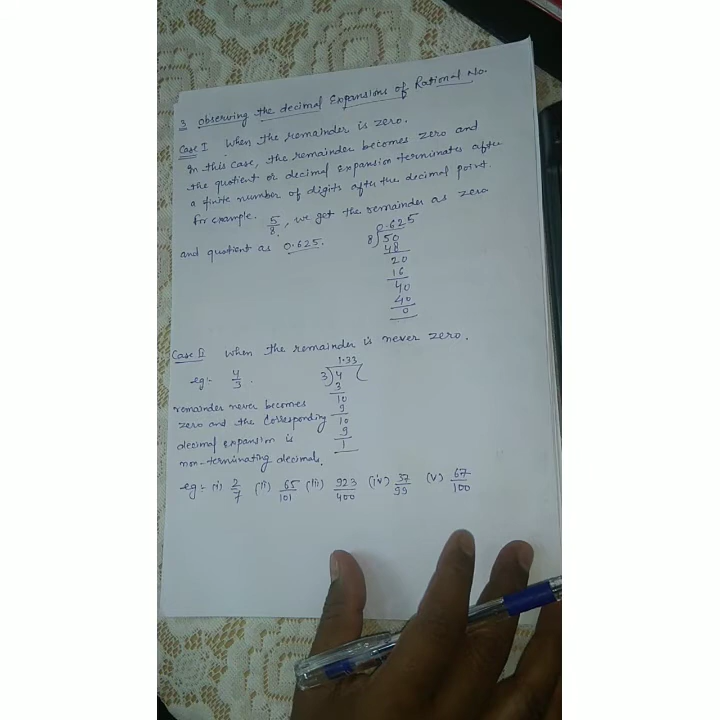 3 Observing the decimal Expansions of Rational No.
Case I When the remainder is zero.
In this case, the remainder becomes zero and
the quotient or decimal expansion terminates after
a finite number of digits after the decimal point.
for example. 5/8, we get the remainder as zero
and quotient as 0.625.
0.625
8)50
48
20
16
40
40
0
Case II When the remainder is never zero.
eg:- 4/3.
1.33
3)4(
3
10
9
10
9
1
remainder never becomes
zero and the corresponding
decimal expansion is
non-terminating decimals.
eg:- (i) 2/7 (ii) 65/101 (iii) 923/400 (iv) 37/99 (v) 67/100